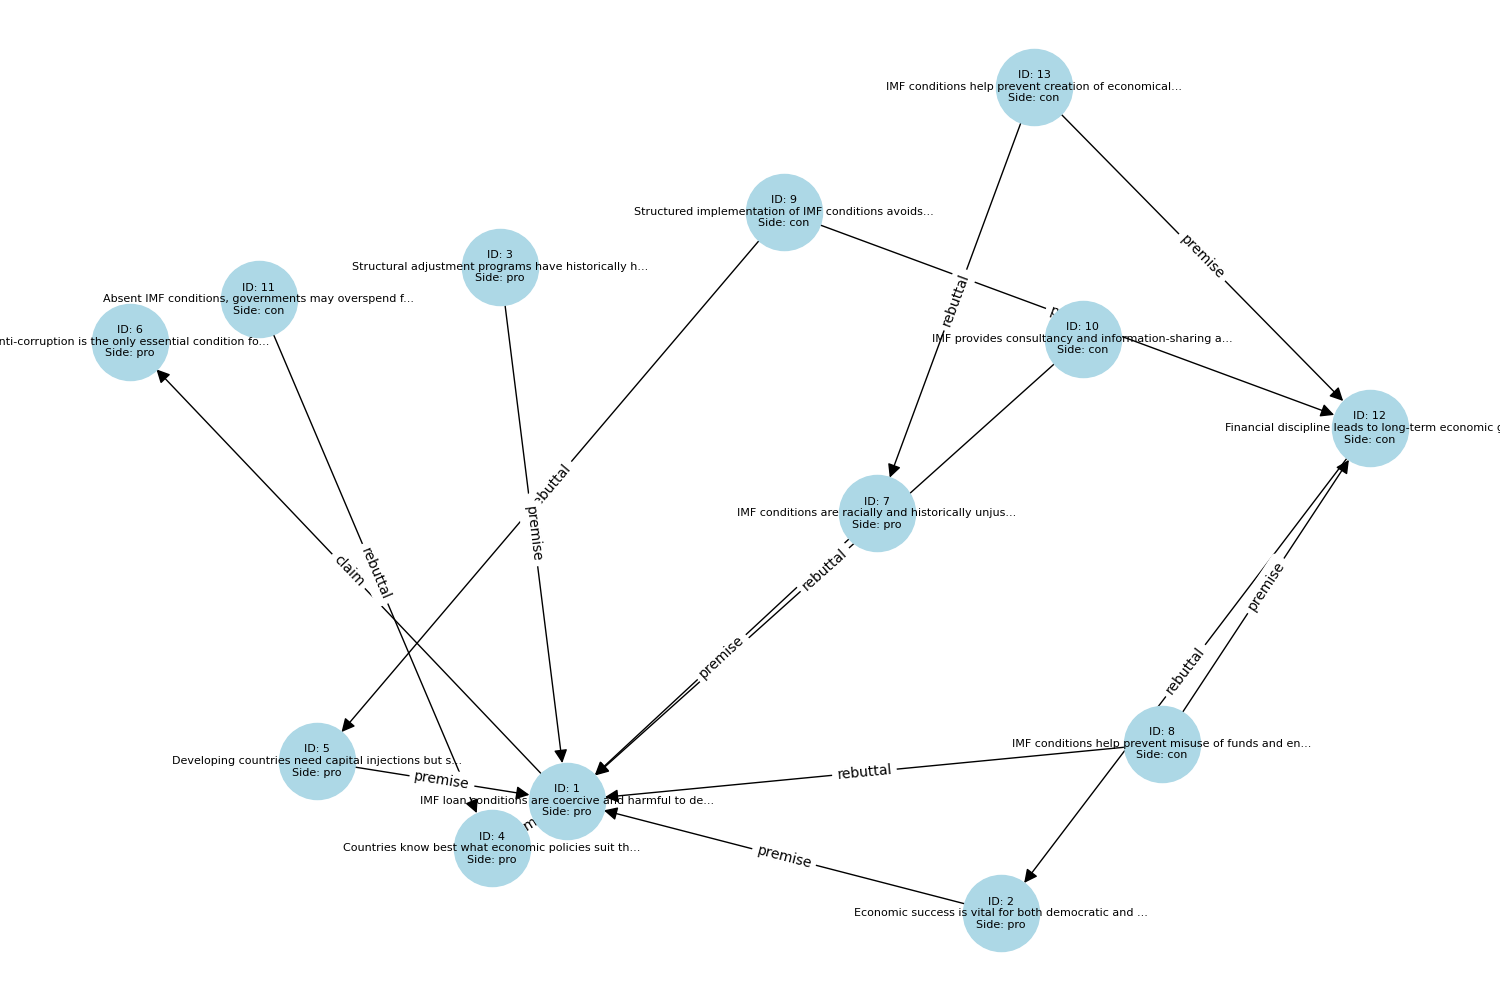 ID: 13
IMF conditions help prevent creation of economical...
Side: con
ID: 9
Structured implementation of IMF conditions avoids...
Side: con
premise
ID: 3
Structural adjustment programs have historically h...
Side: pro
ID: 11
Absent IMF conditions, governments may overspend f...
Side: con
rebuttal
ID: 6
nti-corruption is the only essential condition fo...
Side: pro
ID: 10
IMF provides consultancy and information-sharing a...
Side: con
ID: 12
Financial discipline leads to long-term economic g
Side: con
ebuttal
premise
ID: 7
IMF conditions are racially and historically unjus...
Side: pro
claim
rebuttal
rebuttal
premise
premise
rebuttal
ID: 5
Developing countries need capital injections but s...
Side: pro
premise
ID: 8
IMF conditions help prevent misuse of funds and en...
Side: con
rebuttal
ID: 1
IMF loan conditions are coercive and harmful to de...
Side: pro
ID: 4
Countries know best what economic policies suit th...
Side: pro
premise
ID: 2
Economic success is vital for both democratic and ...
Side: pro